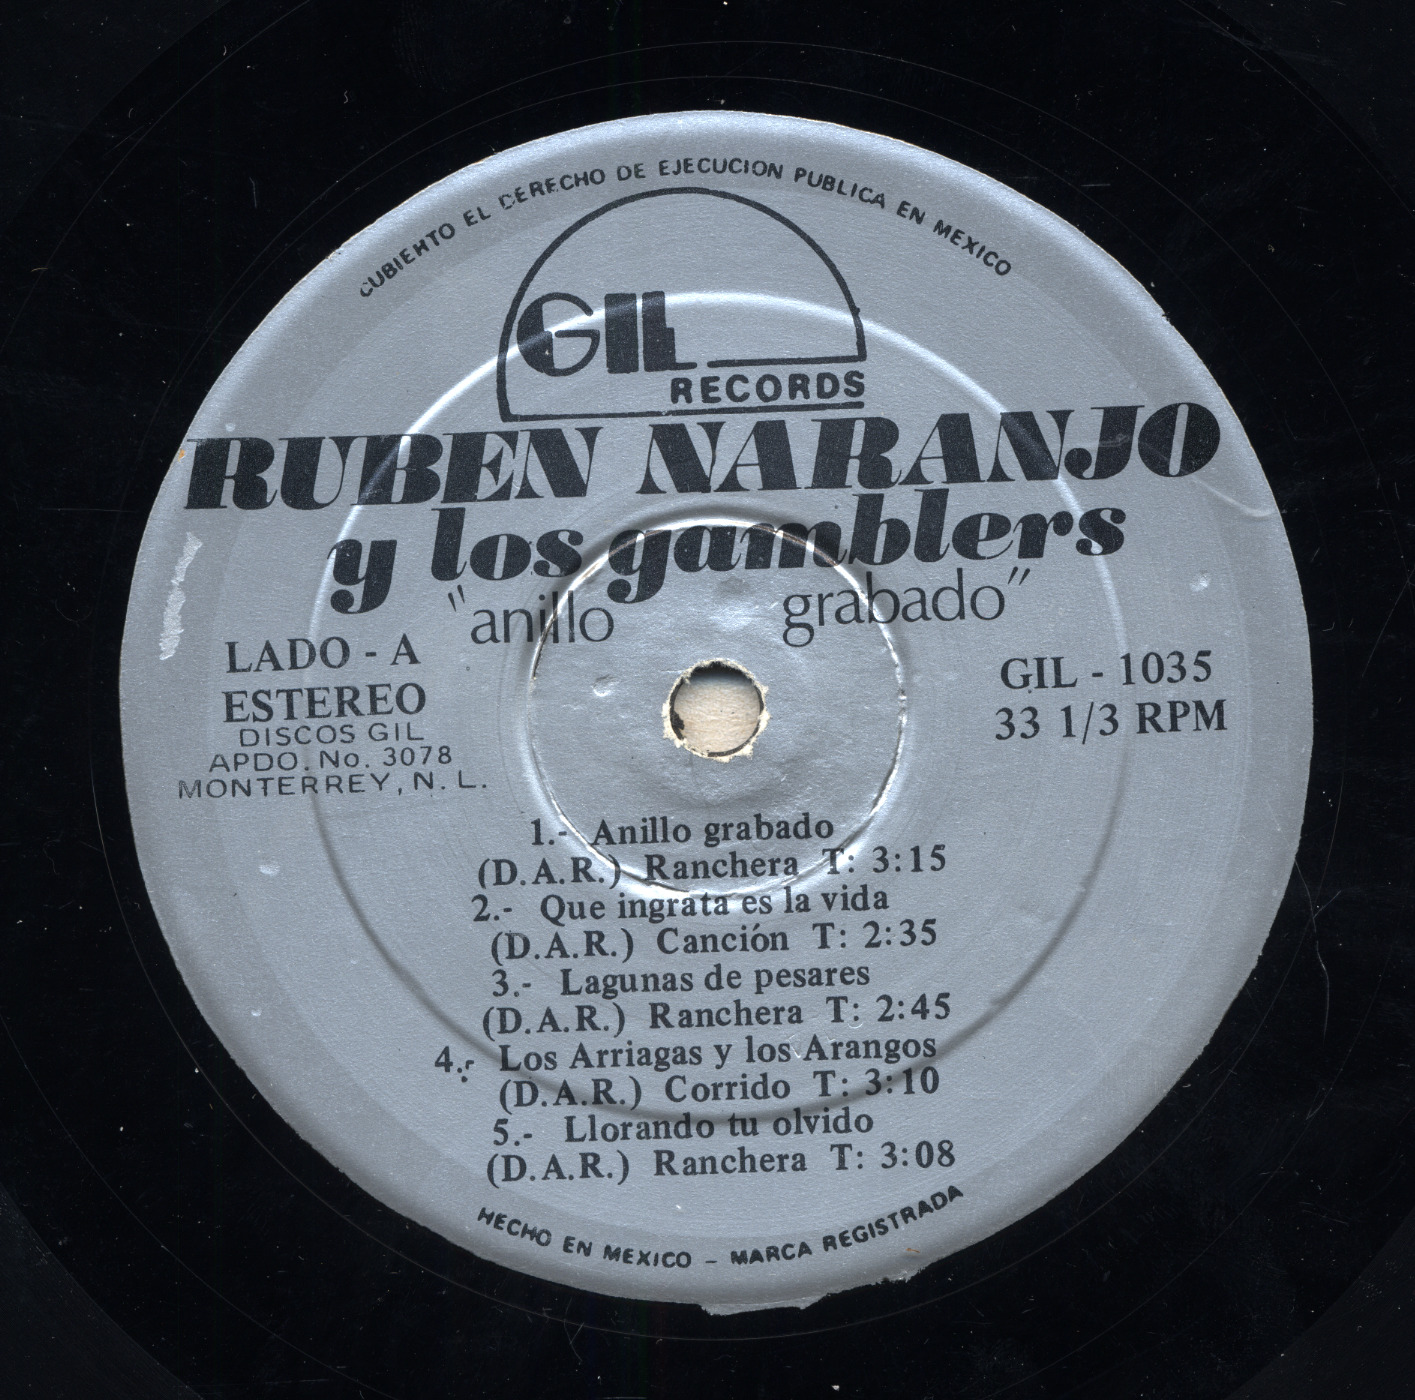 CUBIERTO EL DERECHO DE EJECUCION PUBLICA EN MEXICO
GIL
RECORDS
RUBEN NARANJO
y los gamblers
"anillo grabado"
LADO - A
ESTEREO
DISCOS GIL
APDO. No. 3078
MONTERREY, N. L.
GIL - 1035
33 1/3 RPM
1.- Anillo grabado
(D.A.R.) Ranchera T: 3:15
2.- Que ingrata es la vida
(D.A.R.) Canción T: 2:35
3.- Lagunas de pesares
(D.A.R.) Ranchera T: 2:45
4.- Los Arriagas y los Arangos
(D.A.R.) Corrido T: 3:10
5.- Llorando tu olvido
(D.A.R.) Ranchera T: 3:08
HECHO EN MEXICO - MARCA REGISTRADA